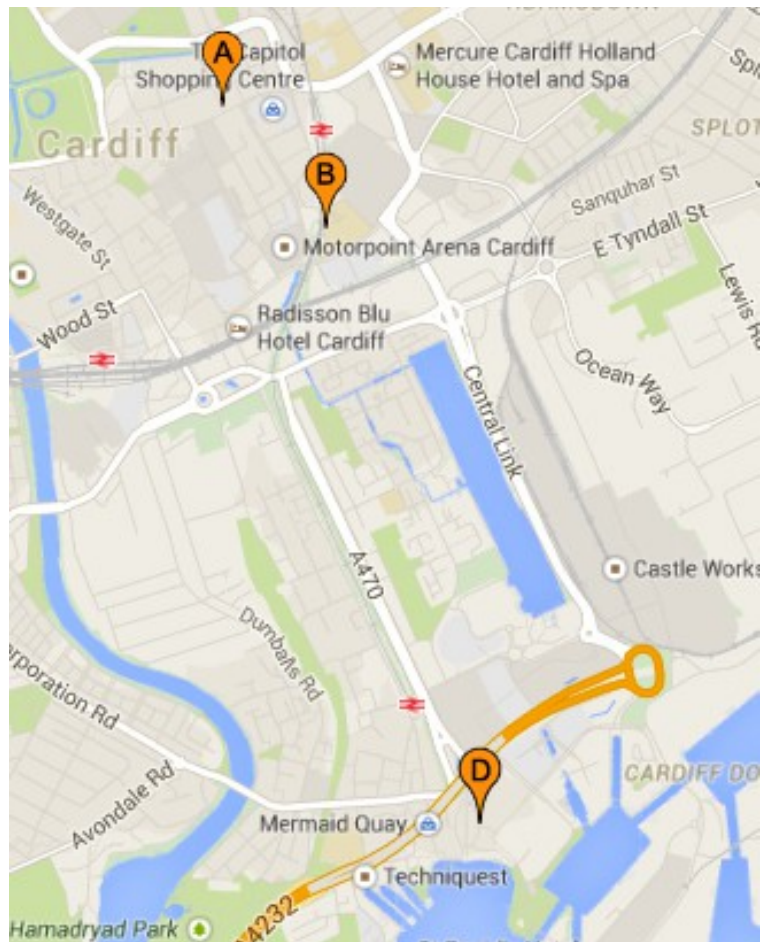 A
The Capitol
Shopping Centre
Mercure Cardiff Holland
House Hotel and Spa
Cardiff
SPLOT
B
Sanquhar St
Westgate St
Motorpoint Arena Cardiff
E Tyndall St
Lewis Rd
Wood St
Radisson Blu
Hotel Cardiff
Ocean Way
Central Link
A470
Castle Works
Dumballs Rd
orporation Rd
D
CARDIFF DO
Avondale Rd
Mermaid Quay
Techniquest
A4232
Hamadryad Park